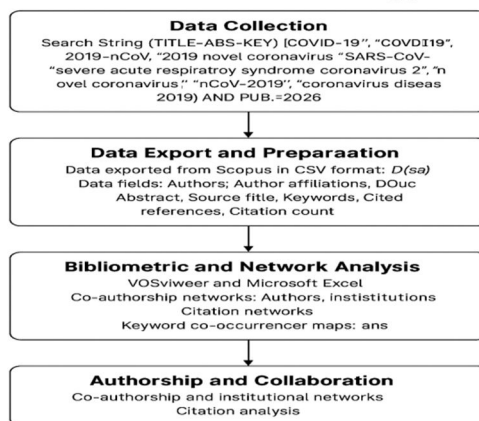 Data Collection
Search String (TITLE-ABS-KEY) [COVID-19”, “COVDI19”,
2019-nCoV, “2019 novel coronavirus “SARS-CoV-
“severe acute respiratroy syndrome coronavirus 2”, “n
ovel coronavirus,” “nCoV-2019”, “coronavirus diseas
2019) AND PUB.=2026
Data Export and Preparaation
Data exported from Scopus in CSV format: D(sa)
Data fields: Authors; Author affiliations, DOuc
Abstract, Source fitle, Keywords, Cited
references, Citation count
Bibliometric and Network Analysis
VOSviweer and Microsoft Excel
Co-authorship networks: Authors, instistitutions
Citation networks
Keyword co-occurrencer maps: ans
Authorship and Collaboration
Co-authorship and institutional networks
Citation analysis